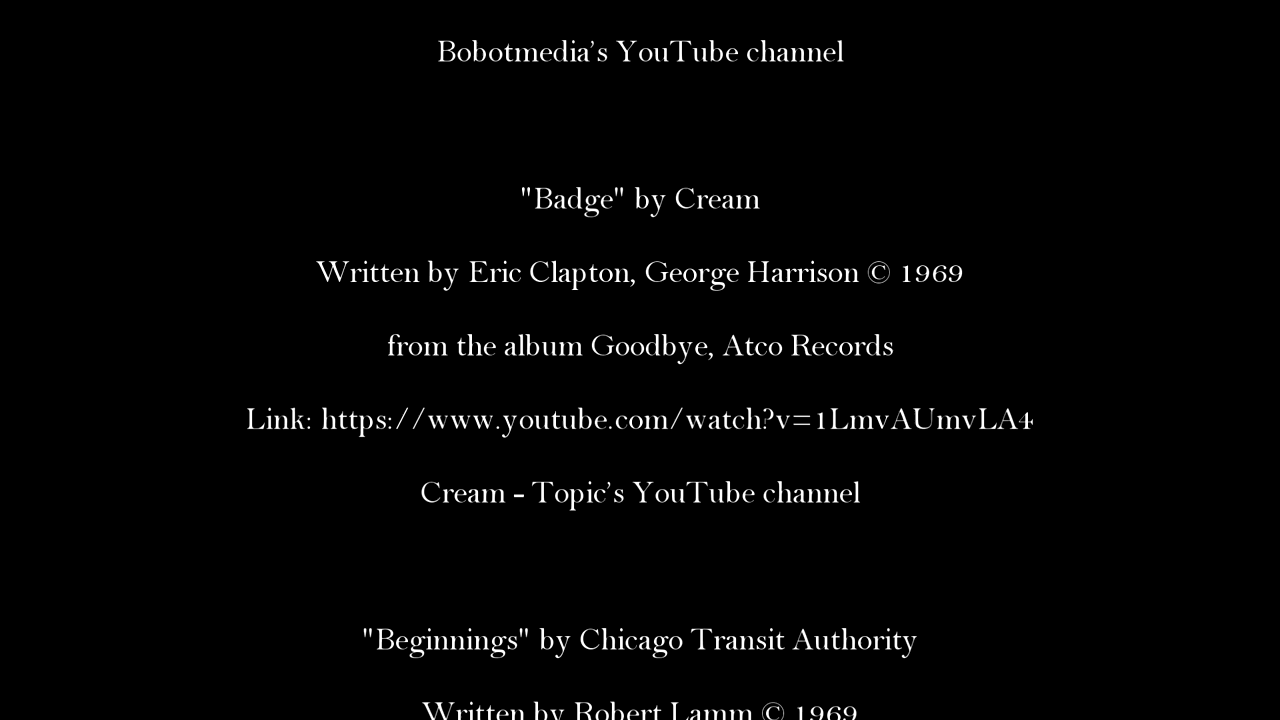 Bobotmedia’s YouTube channel
"Badge" by Cream
Written by Eric Clapton, George Harrison © 1969
from the album Goodbye, Atco Records
Link: https://www.youtube.com/watch?v=1LmvAUmvLA4
Cream - Topic’s YouTube channel
"Beginnings" by Chicago Transit Authority
Written by Robert Lamm © 1969